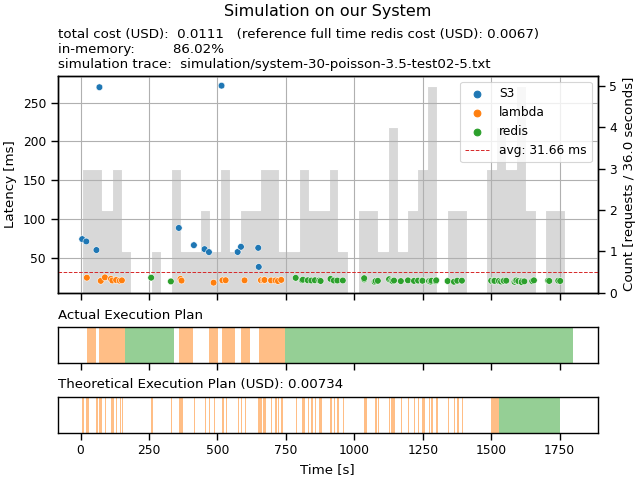 Simulation on our System
total cost (USD): 0.0111 (reference full time redis cost (USD): 0.0067)
in-memory: 86.02%
simulation trace: simulation/system-30-poisson-3.5-test02-5.txt
S3
lambda
redis
avg: 31.66 ms
Latency [ms]
250
200
150
100
50
5
4
3
2
1
0
Count [requests / 36.0 seconds]
Actual Execution Plan
Theoretical Execution Plan (USD): 0.00734
0 250 500 750 1000 1250 1500 1750
Time [s]